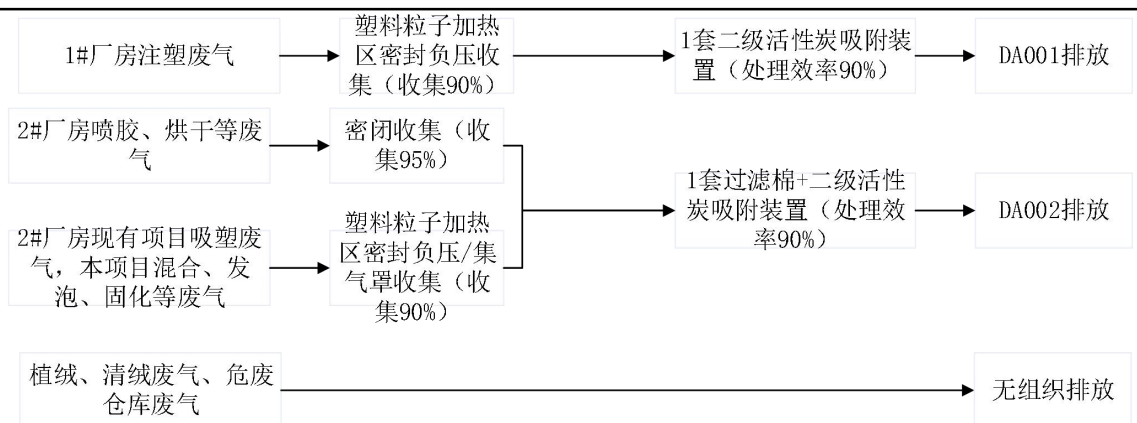 1#厂房注塑废气
塑料粒子加热
区密封负压收
集（收集90%）
1套二级活性炭吸附装
置（处理效率90%）
DA001排放
2#厂房喷胶、烘干等废
气
密闭收集（收
集95%）
2#厂房现有项目吸塑废
气，本项目混合、发
泡、固化等废气
塑料粒子加热
区密封负压/集
气罩收集（收
集90%）
1套过滤棉+二级活性
炭吸附装置（处理效
率90%）
DA002排放
植绒、清绒废气、危废
仓库废气
无组织排放